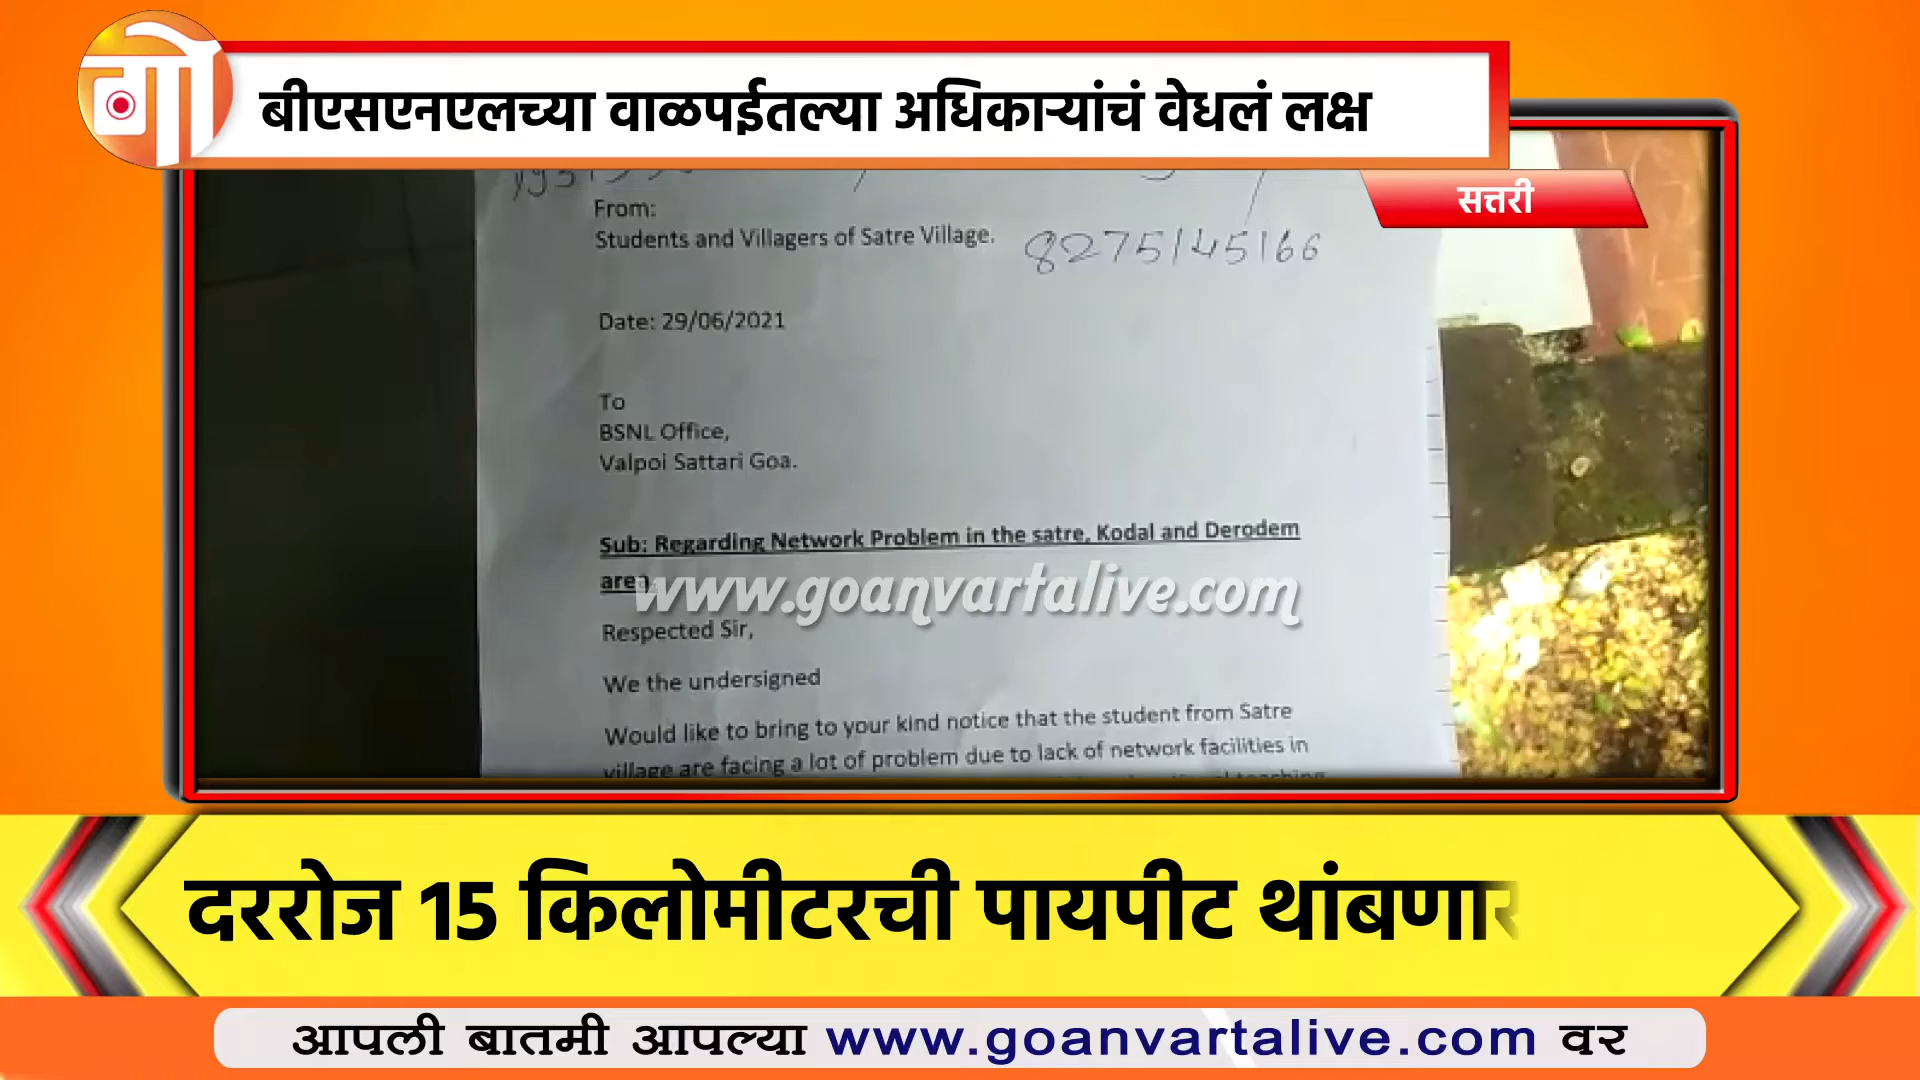 गो
बीएसएनएलच्या वाळपईतल्या अधिकाऱ्यांचं वेधलं लक्ष
सत्तरी
From:
Students and Villagers of Satre Village.
8275145166
Date: 29/06/2021
To
BSNL Office,
Valpoi Sattari Goa.
Sub: Regarding Network Problem in the satre, Kodal and Derodem
area
www.goanvartalive.com
Respected Sir,
We the undersigned
Would like to bring to your kind notice that the student from Satre
village are facing a lot of problem due to lack of network facilities in
teaching
दररोज 15 किलोमीटरची पायपीट थांबणार
आपली बातमी आपल्या www.goanvartalive.com वर